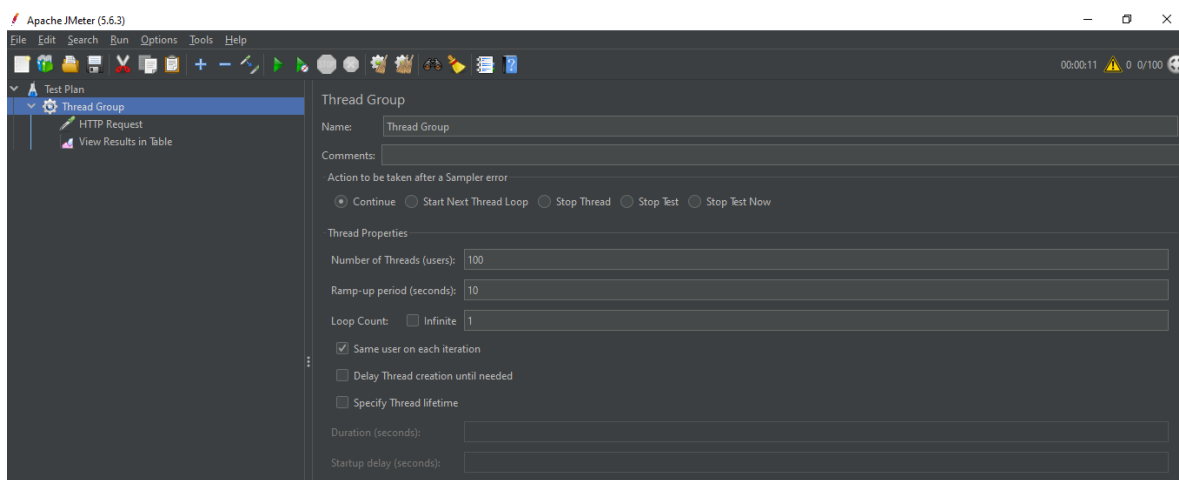 Apache JMeter (5.6.3)
File Edit Search Run Options Tools Help
00:00:11 0 0/100
Test Plan
Thread Group
HTTP Request
View Results in Table
Thread Group
Name: Thread Group
Comments:
Action to be taken after a Sampler error
Continue Start Next Thread Loop Stop Thread Stop Test Stop Test Now
Thread Properties
Number of Threads (users): 100
Ramp-up period (seconds): 10
Loop Count: Infinite 1
Same user on each iteration
Delay Thread creation until needed
Specify Thread lifetime
Duration (seconds):
Startup delay (seconds):